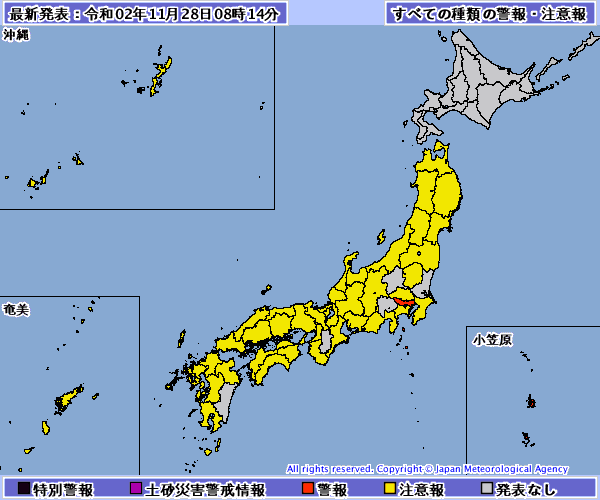 最新発表：令和02年11月28日08時14分
すべての種類の警報・注意報
沖縄
奄美
小笠原
All rights reserved. Copyright © Japan Meteorological Agency
特別警報 土砂災害警戒情報 警報 注意報 発表なし